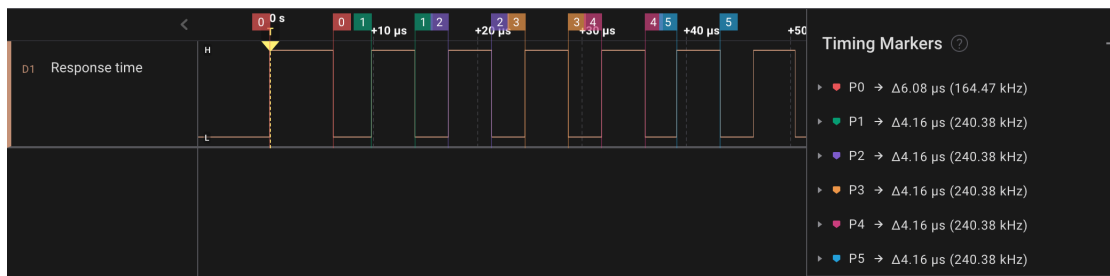 0 0 s 0 1 1 2 2 3 3 4 4 5 5
+10 µs +20 µs +30 µs +40 µs +50
Timing Markers ?
D1 Response time
H
L
P0 → Δ6.08 µs (164.47 kHz)
P1 → Δ4.16 µs (240.38 kHz)
P2 → Δ4.16 µs (240.38 kHz)
P3 → Δ4.16 µs (240.38 kHz)
P4 → Δ4.16 µs (240.38 kHz)
P5 → Δ4.16 µs (240.38 kHz)